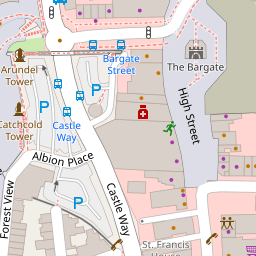 Bargate
Street
The Bargate
Arundel
Tower
P
P
High Street
Catchcold
Tower
Castle
Way
Albion Place
Forest View
P
Castle Way
St. Francis
House